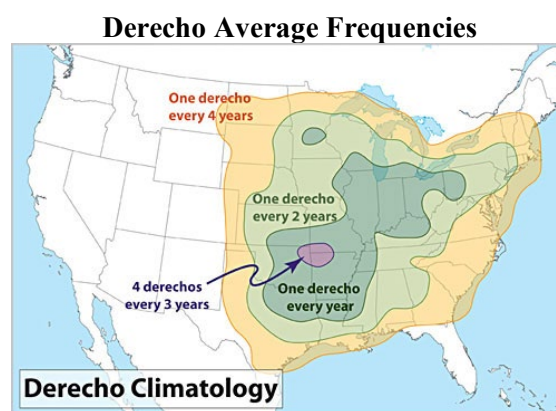 Derecho Average Frequencies
One derecho
every 4 years
One derecho
every 2 years
4 derechos
every 3 years
One derecho
every year
Derecho Climatology